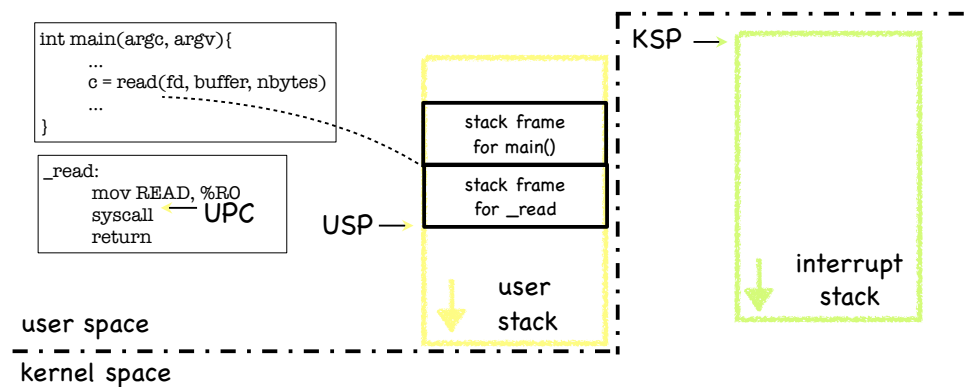 int main(argc, argv){
...
c = read(fd, buffer, nbytes)
...
}
_read:
mov READ, %R0
syscall
return
UPC
stack frame
for main()
stack frame
for _read
USP
user
stack
KSP
interrupt
stack
user space
kernel space